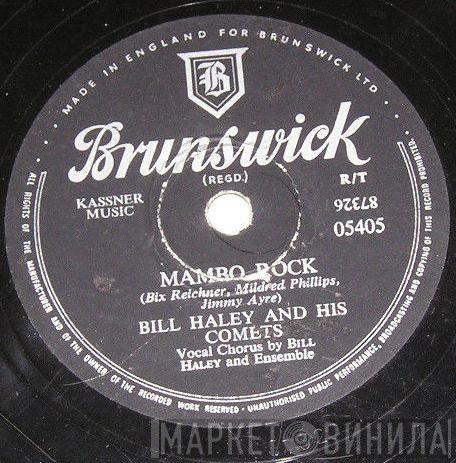 MADE IN ENGLAND FOR BRUNSWICK LTD.
B
Brunswick
(REGD.)
KASSNER
MUSIC
R/T
87326
05405
MAMBO ROCK
(Bix Reichner, Mildred Phillips,
Jimmy Ayre)
BILL HALEY AND HIS
COMETS
Vocal Chorus by BILL
HALEY and Ensemble
ALL RIGHTS OF THE MANUFACTURER AND OF THE OWNER OF THE RECORDED WORK RESERVED · UNAUTHORISED PUBLIC PERFORMANCE, BROADCASTING AND COPYING OF THIS RECORD PROHIBITED.
МАРКЕТ ВИНИЛА